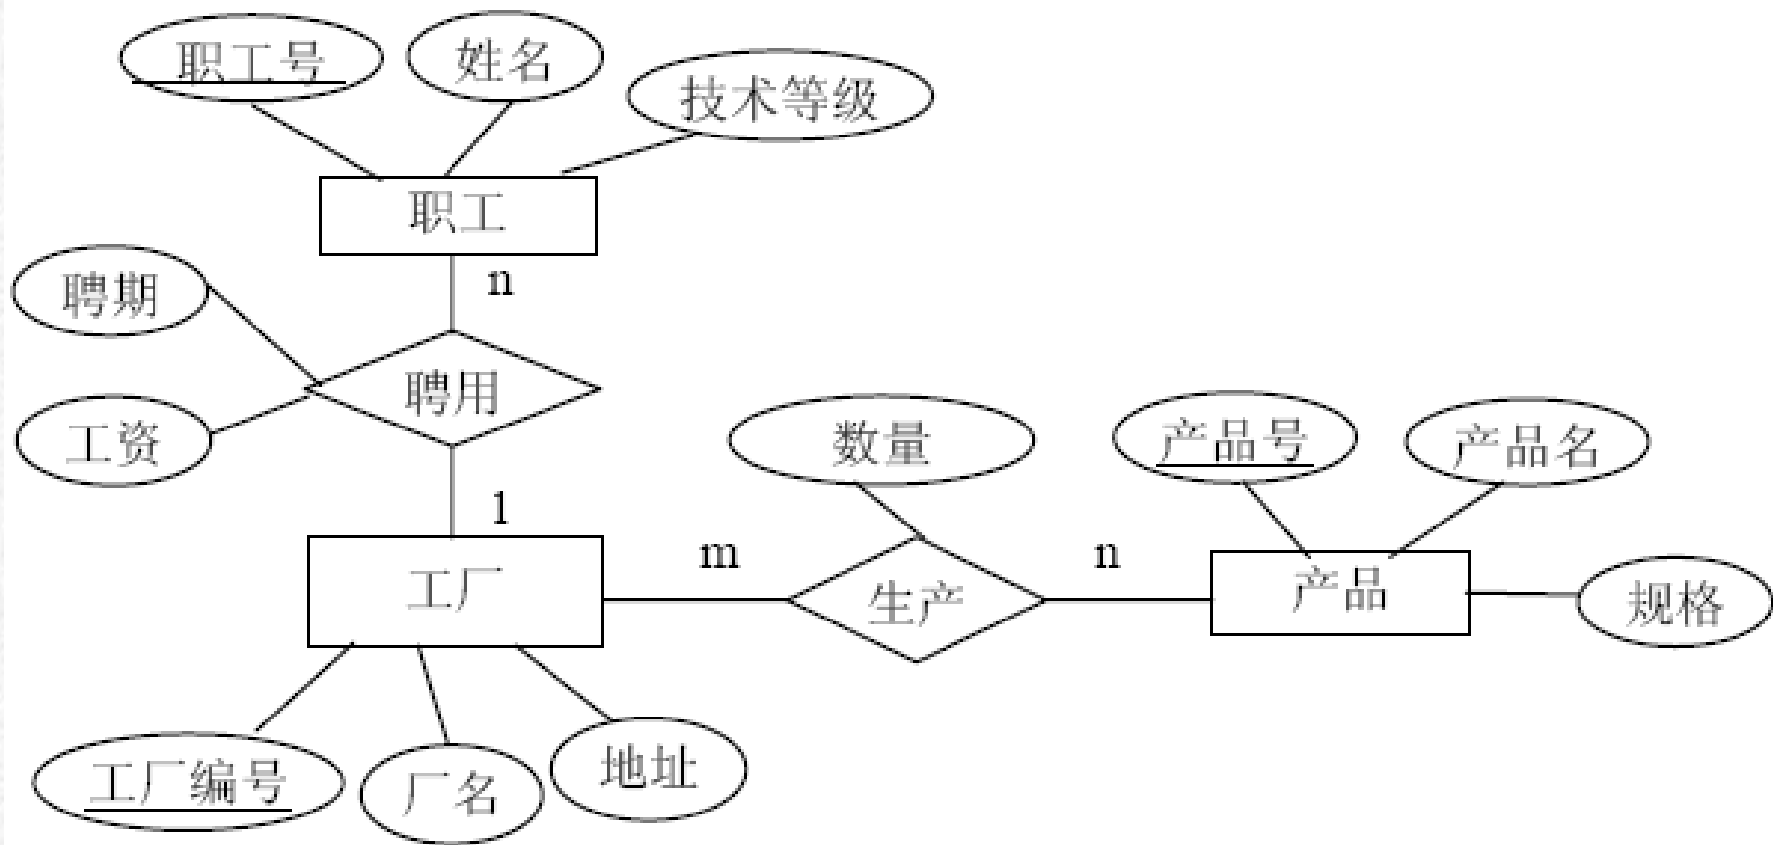 职工号
姓名
技术等级
职工
n
聘期
聘用
工资
1
数量
产品号
产品名
工厂
m
生产
n
产品
规格
工厂编号
厂名
地址